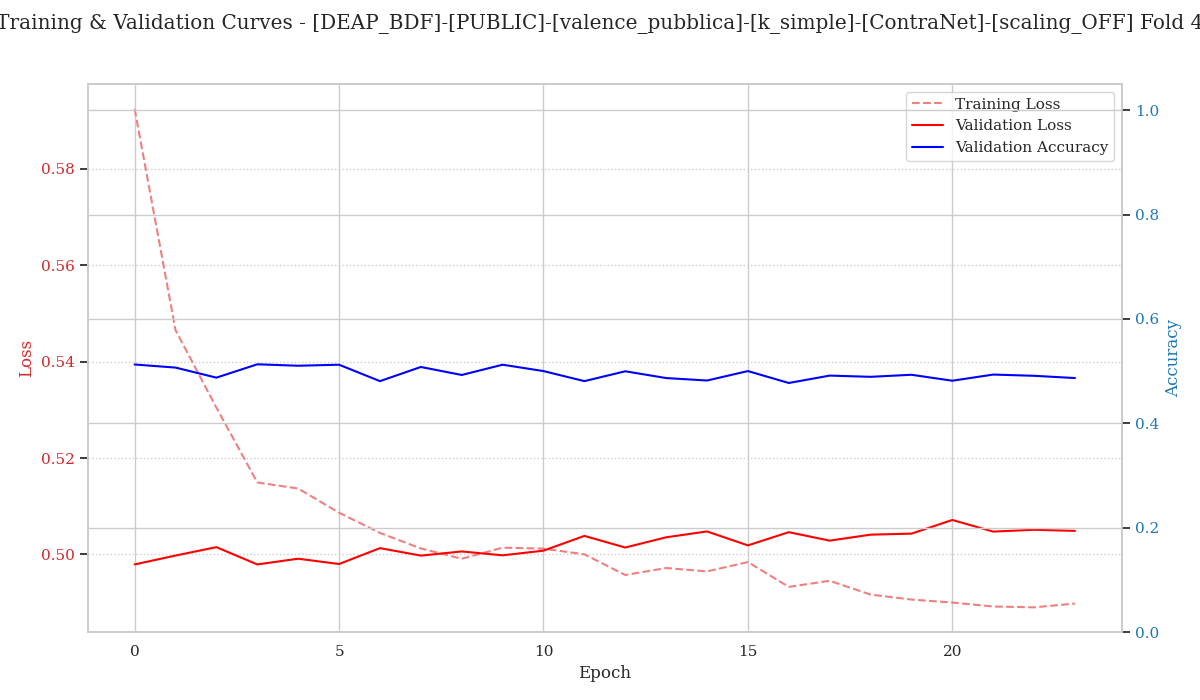 Training & Validation Curves - [DEAP_BDF]-[PUBLIC]-[valence_pubblica]-[k_simple]-[ContraNet]-[scaling_OFF] Fold 4
Training Loss
Validation Loss
Validation Accuracy
Loss
0.58
0.56
0.54
0.52
0.50
Accuracy
1.0
0.8
0.6
0.4
0.2
0.0
0
5
10
15
20
Epoch